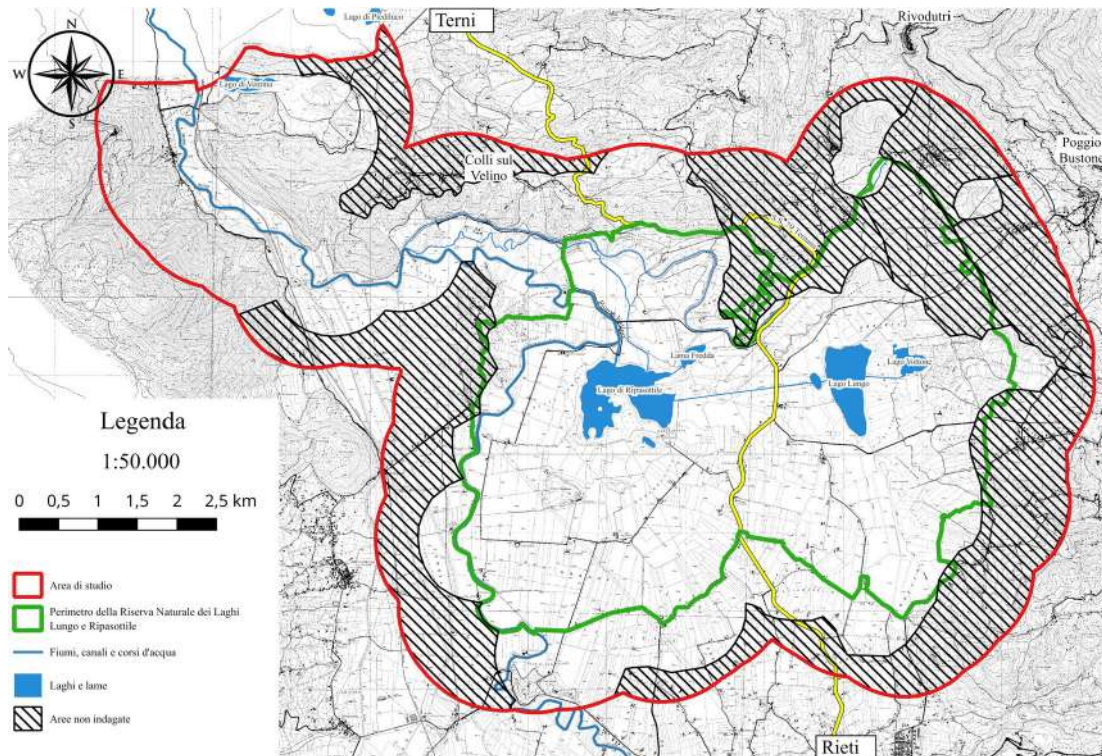 Lago di Piediluco
Terni
Rivodutri
N
W
E
S
Lago di Ventina
Colli sul
Velino
Poggio
Bustone
Lama Fredda
Lago Votone
Lago di Ripasottile
Lago Lungo
Legenda
1:50.000
0 0,5 1 1,5 2 2,5 km
Area di studio
Perimetro della Riserva Naturale dei Laghi
Lungo e Ripasottile
Fiumi, canali e corsi d'acqua
Laghi e lame
Aree non indagate
Rieti